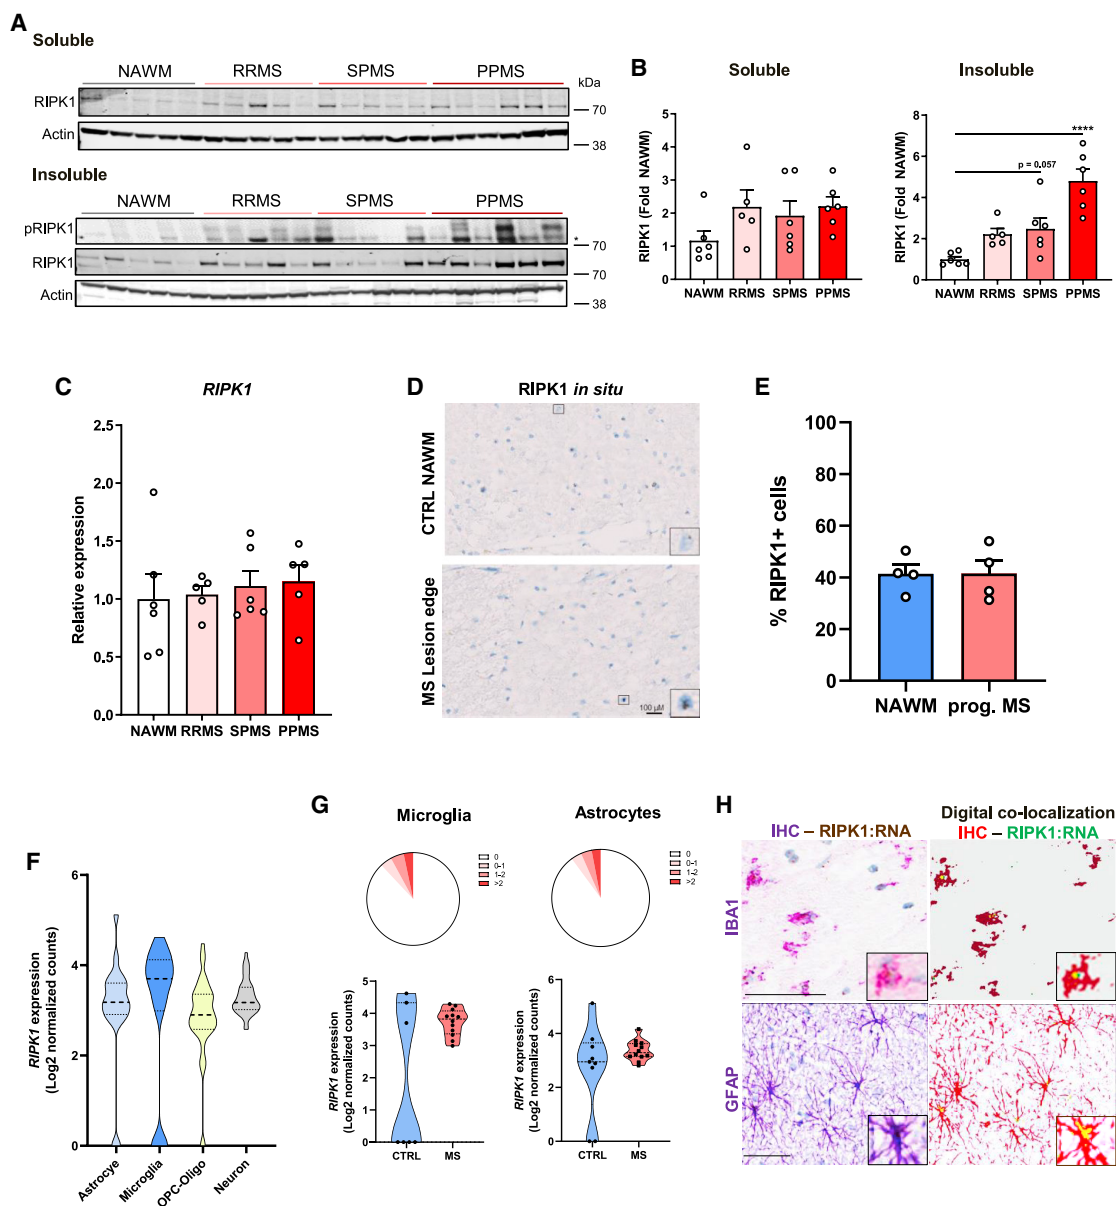 A
Soluble
NAWM RRMS SPMS PPMS
kDa
RIPK1
70
Actin
38
Insoluble
NAWM RRMS SPMS PPMS
pRIPK1
*
70
RIPK1
70
Actin
38
B
Soluble
RIPK1 (Fold NAWM)
5
4
3
2
1
0
NAWM RRMS SPMS PPMS
Insoluble
RIPK1 (Fold NAWM)
8
6
4
2
0
****
p = 0.057
NAWM RRMS SPMS PPMS
C
RIPK1
Relative expression
2.5
2.0
1.5
1.0
0.5
0.0
NAWM RRMS SPMS PPMS
D
RIPK1 in situ
CTRL NAWM
MS Lesion edge
100 µM
E
% RIPK1+ cells
100
80
60
40
20
0
NAWM prog. MS
F
RIPK1 expression
(Log2 normalized counts)
6
4
2
0
Astrocye
Microglia
OPC-Oligo
Neuron
G
Microglia
0
0-1
1-2
>2
Astrocytes
0
0-1
1-2
>2
RIPK1 expression
(Log2 normalized counts)
5
4
3
2
1
0
CTRL MS
RIPK1 expression
(Log2 normalized counts)
6
4
2
0
CTRL MS
H
Digital co-localization
IHC – RIPK1:RNA
IHC – RIPK1:RNA
IBA1
GFAP